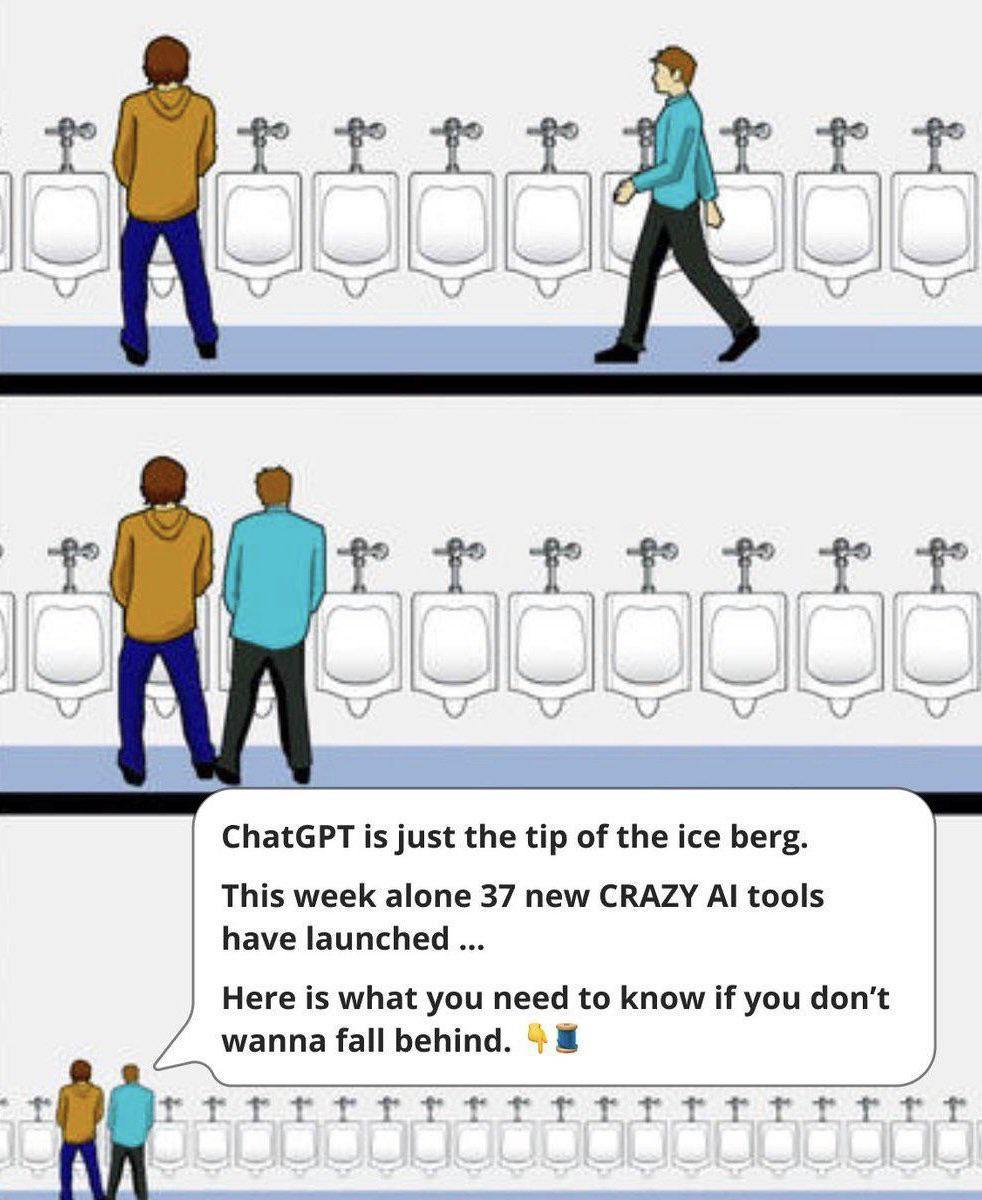 ChatGPT is just the tip of the ice berg.
This week alone 37 new CRAZY AI tools
have launched ...
Here is what you need to know if you don’t
wanna fall behind. 👇🧵